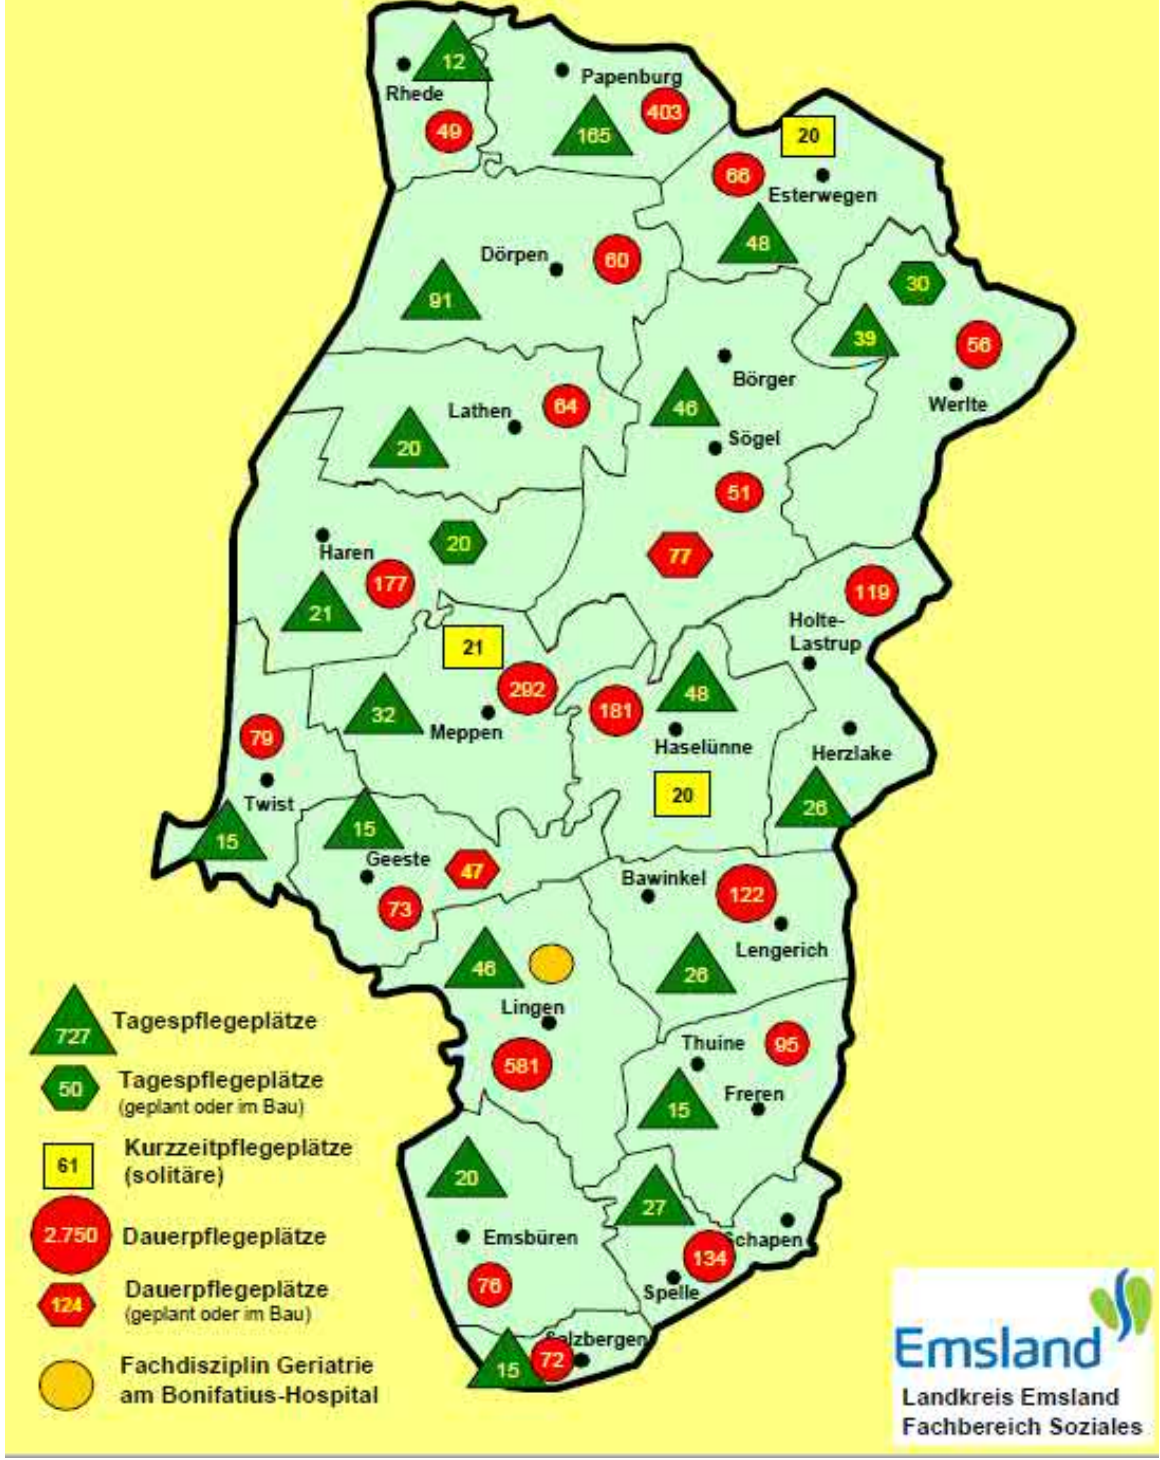 12
Rhede
49
Papenburg
403
165
20
66
Esterwegen
48
Dörpen
60
91
30
39
56
Werlte
Börger
46
Lathen
64
20
Sögel
51
77
Haren
20
177
21
119
Holte-
Lastrup
21
292
32
Meppen
181
48
Haselünne
20
Herzlake
26
79
Twist
15
15
Geeste
47
73
Bawinkel
122
Lengerich
26
46
Lingen
581
Thuine
95
Freren
15
20
Emsbüren
76
27
Schapen
134
Spelle
Salzbergen
72
15
727 Tagespflegeplätze
50 Tagespflegeplätze
(geplant oder im Bau)
61 Kurzzeitpflegeplätze
(solitäre)
2.750 Dauerpflegeplätze
124 Dauerpflegeplätze
(geplant oder im Bau)
Fachdisziplin Geriatrie
am Bonifatius-Hospital
Emsland
Landkreis Emsland
Fachbereich Soziales